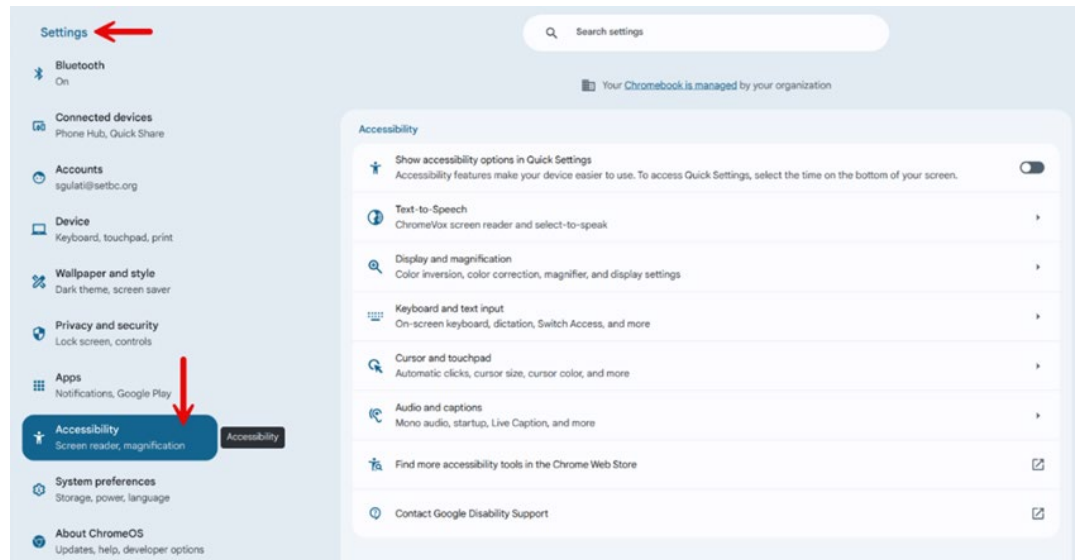 Settings
Search settings
Bluetooth
On
Your Chromebook is managed by your organization
Connected devices
Phone Hub, Quick Share
Accounts
sgulati@setbc.org
Device
Keyboard, touchpad, print
Wallpaper and style
Dark theme, screen saver
Privacy and security
Lock screen, controls
Apps
Notifications, Google Play
Accessibility
Screen reader, magnification
Accessibility
System preferences
Storage, power, language
About ChromeOS
Updates, help, developer options
Accessibility
Show accessibility options in Quick Settings
Accessibility features make your device easier to use. To access Quick Settings, select the time on the bottom of your screen.
Text-to-Speech
ChromeVox screen reader and select-to-speak
Display and magnification
Color inversion, color correction, magnifier, and display settings
Keyboard and text input
On-screen keyboard, dictation, Switch Access, and more
Cursor and touchpad
Automatic clicks, cursor size, cursor color, and more
Audio and captions
Mono audio, startup, Live Caption, and more
Find more accessibility tools in the Chrome Web Store
Contact Google Disability Support